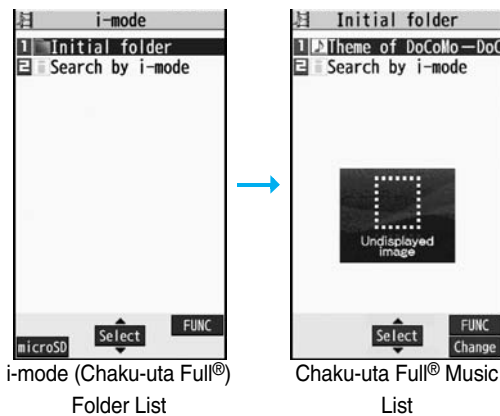 i-mode
1 Initial folder
2 Search by i-mode
Select
FUNC
microSD
i-mode (Chaku-uta Full®)
Folder List
Initial folder
1 ♪Theme of DoCoMo—DoC
2 Search by i-mode
Undisplayed
image
Select
FUNC
Change
Chaku-uta Full® Music
List